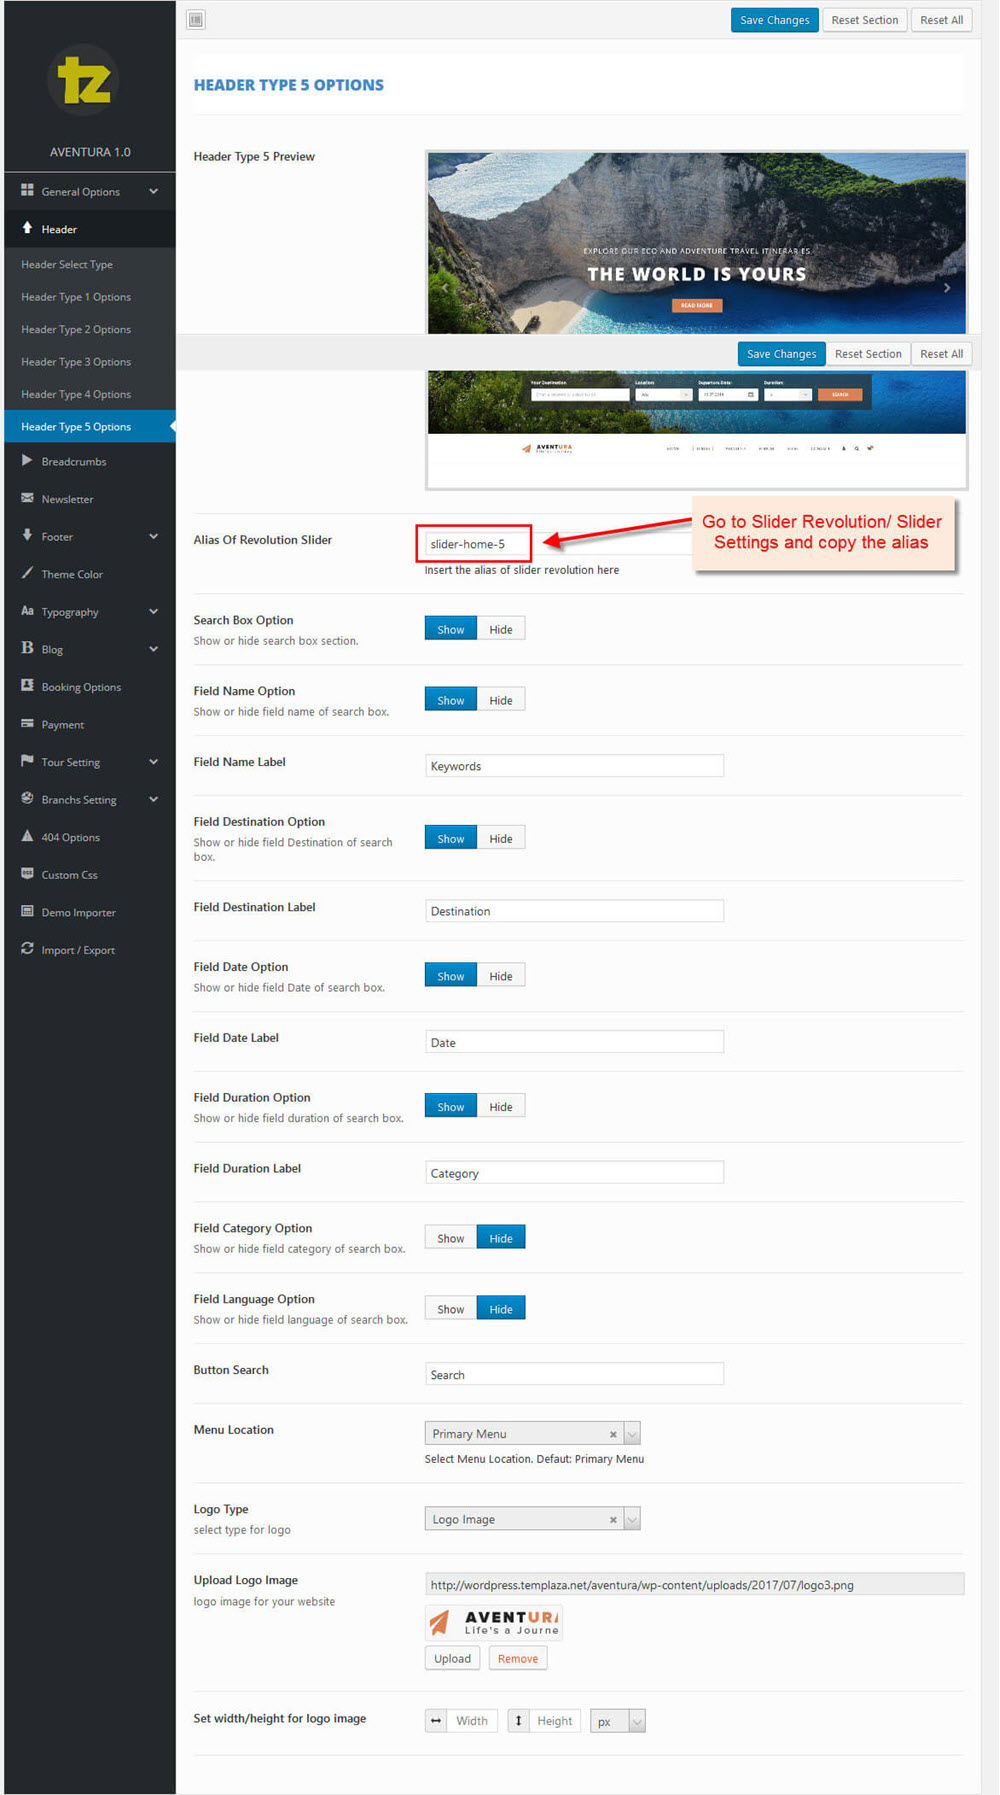 Save Changes
Reset Section
Reset All
tz
AVENTURA 1.0
General Options
Header
Header Select Type
Header Type 1 Options
Header Type 2 Options
Header Type 3 Options
Header Type 4 Options
Header Type 5 Options
Breadcrumbs
Newsletter
Footer
Theme Color
Aa Typography
B Blog
Booking Options
Payment
Tour Setting
Branchs Setting
404 Options
Custom Css
Demo Importer
Import / Export
HEADER TYPE 5 OPTIONS
Header Type 5 Preview
EXPLORE OUR ECO AND ADVENTURE TRAVEL ITINERARIES
THE WORLD IS YOURS
READ MORE
Save Changes
Reset Section
Reset All
Your Destination
Location:
Departure Date:
Duration:
SEARCH
AVENTURA
Alias Of Revolution Slider
slider-home-5
Insert the alias of slider revolution here
Go to Slider Revolution/ Slider
Settings and copy the alias
Search Box Option
Show or hide search box section.
Show Hide
Field Name Option
Show or hide field name of search box.
Show Hide
Field Name Label
Keywords
Field Destination Option
Show or hide field Destination of search
box.
Show Hide
Field Destination Label
Destination
Field Date Option
Show or hide field Date of search box.
Show Hide
Field Date Label
Date
Field Duration Option
Show or hide field duration of search box.
Show Hide
Field Duration Label
Category
Field Category Option
Show or hide field category of search box.
Show Hide
Field Language Option
Show or hide field language of search box.
Show Hide
Button Search
Search
Menu Location
Primary Menu
Select Menu Location. Defaut: Primary Menu
Logo Type
select type for logo
Logo Image
Upload Logo Image
logo image for your website
http://wordpress.templaza.net/aventura/wp-content/uploads/2017/07/logo3.png
AVENTURA
Life's a Journe
Upload
Remove
Set width/height for logo image
Width
Height
px